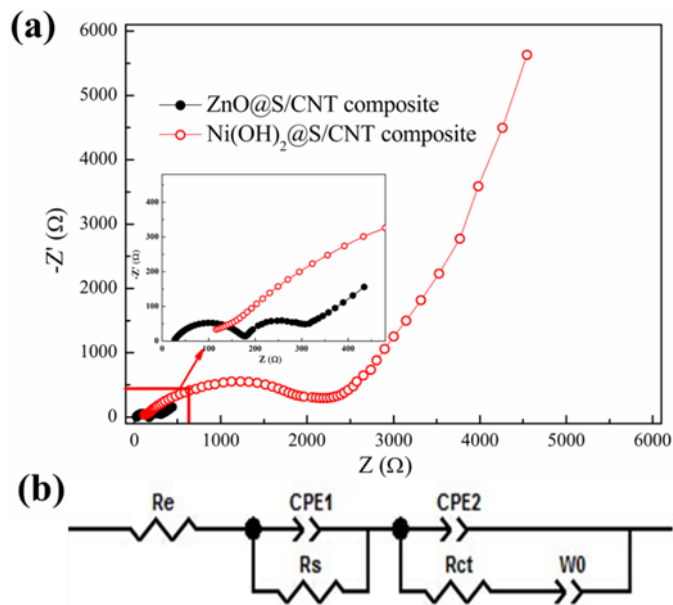 (a)
6000
5000
4000
3000
2000
1000
0
-Z' (Ω)
ZnO@S/CNT composite
Ni(OH)₂@S/CNT composite
400
300
200
100
0
-Z' (Ω)
0 100 200 300 400
Z (Ω)
0 1000 2000 3000 4000 5000 6000
Z (Ω)
(b)
Re CPE1 CPE2
Rs Rct W0